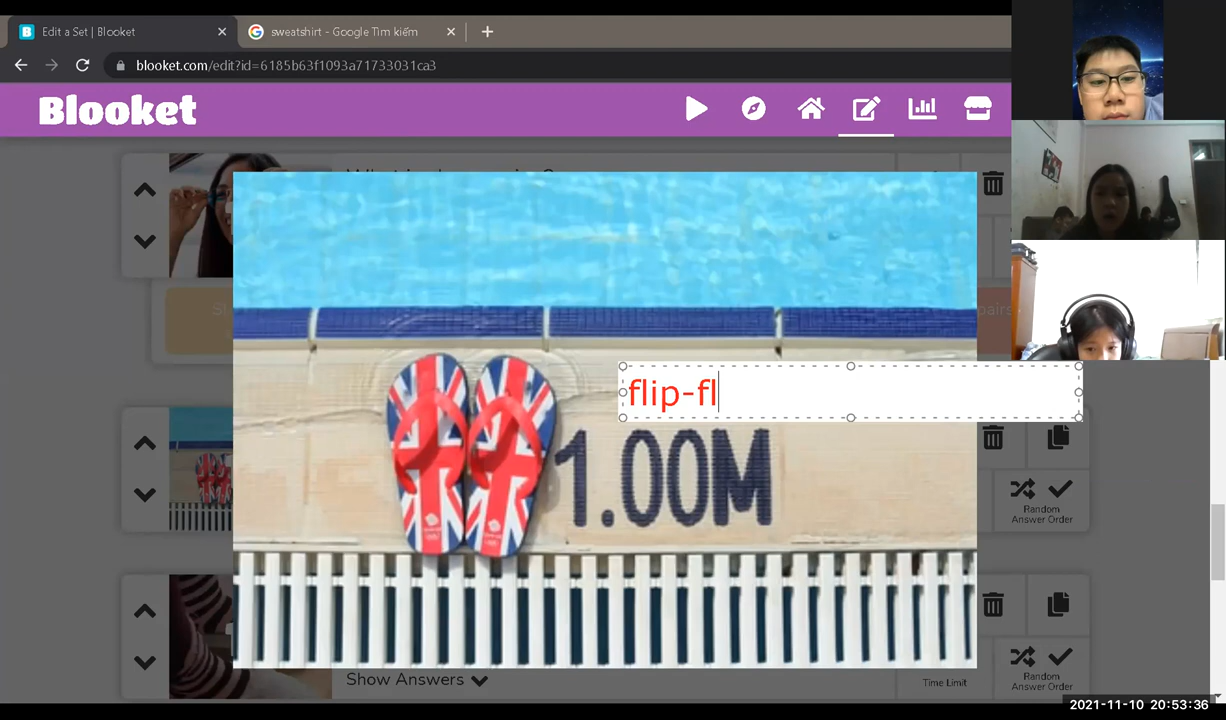 Edit a Set | Blooket
sweatshirt - Google Tìm kiếm
blooket.com/edit?id=6185b63f1093a71733031ca3
Blooket
flip-fl
1.00M
Random
Answer Order
Show Answers
Time Limit
Random
Answer Order
2021-11-10 20:53:36